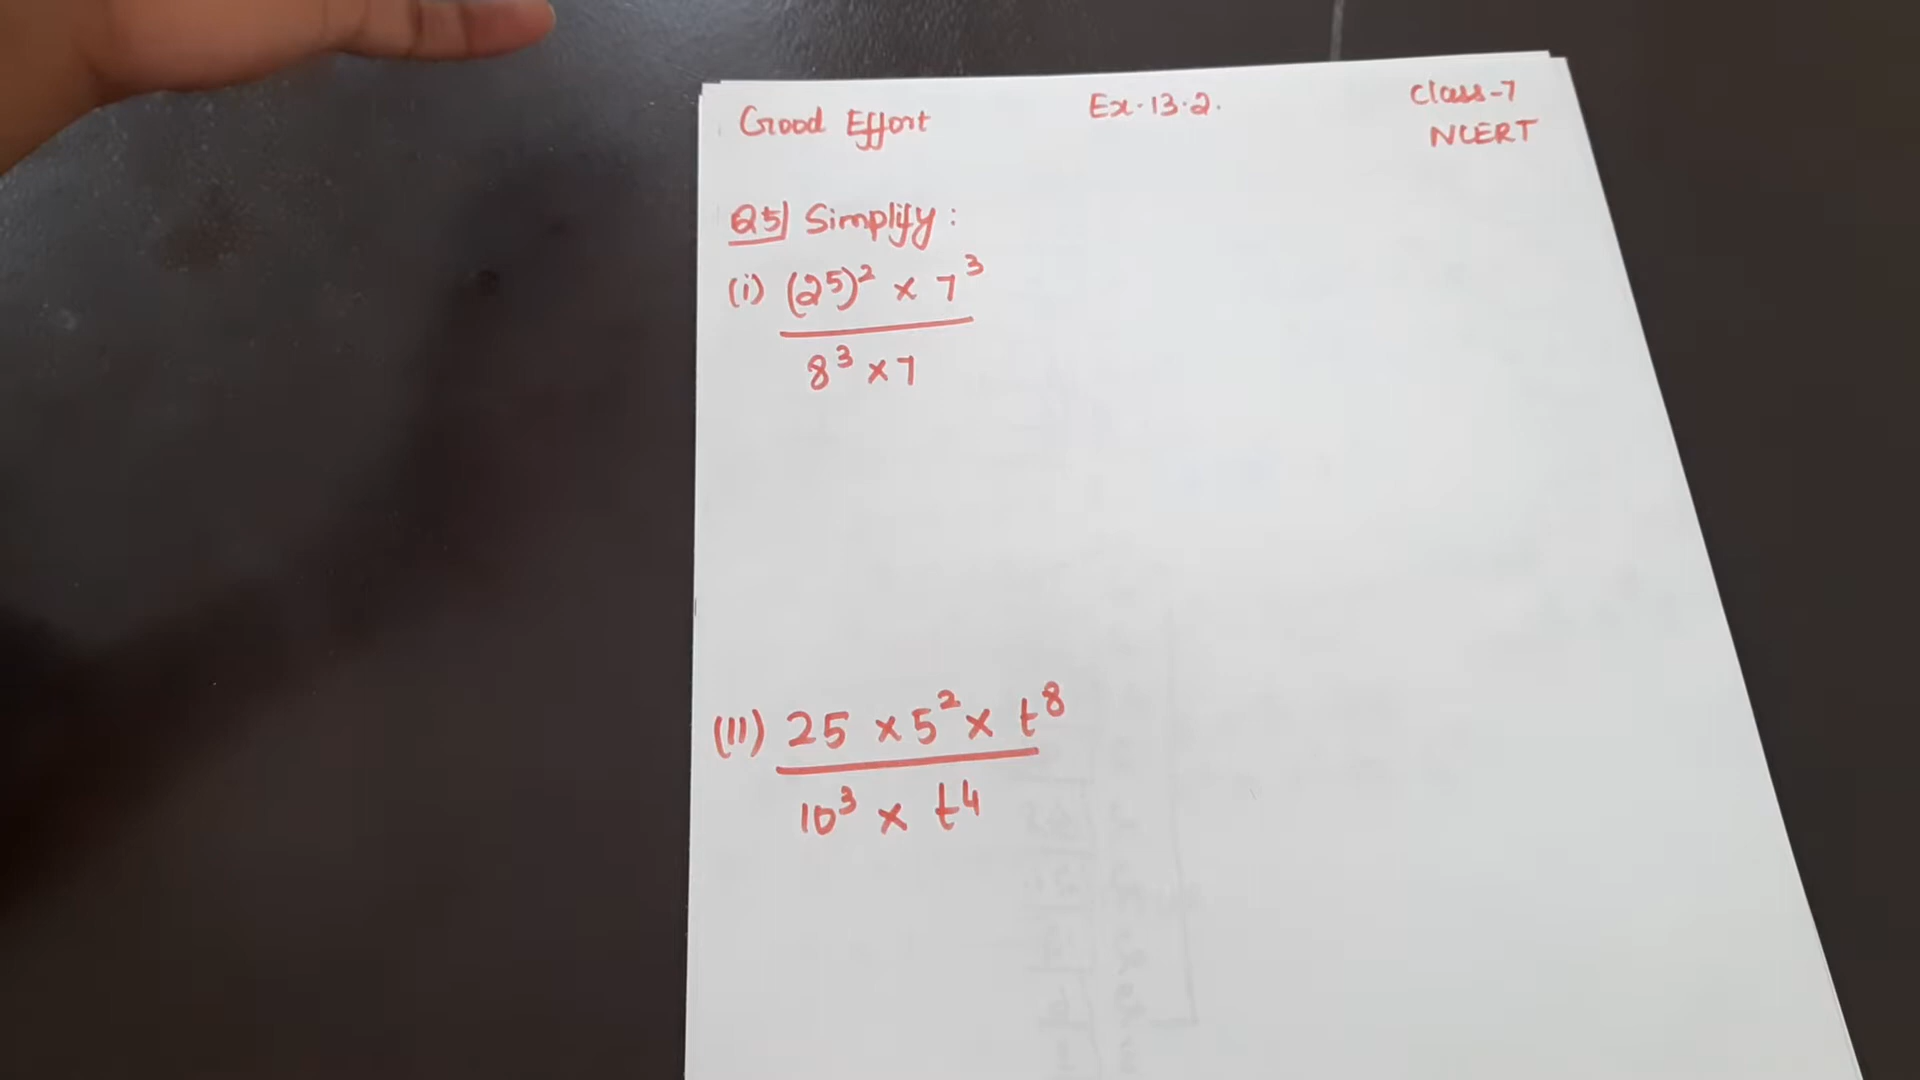 Good Effort Ex. 13.2. Class-7
NCERT
Q5| Simplify :
(i) (25)² × 7³
8³ × 7
(II) 25 × 5² × t⁸
10³ × t⁴